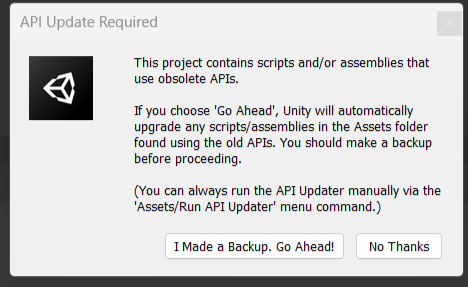 API Update Required
This project contains scripts and/or assemblies that
use obsolete APIs.
If you choose 'Go Ahead', Unity will automatically
upgrade any scripts/assemblies in the Assets folder
found using the old APIs. You should make a backup
before proceeding.
(You can always run the API Updater manually via the
'Assets/Run API Updater' menu command.)
I Made a Backup. Go Ahead!
No Thanks